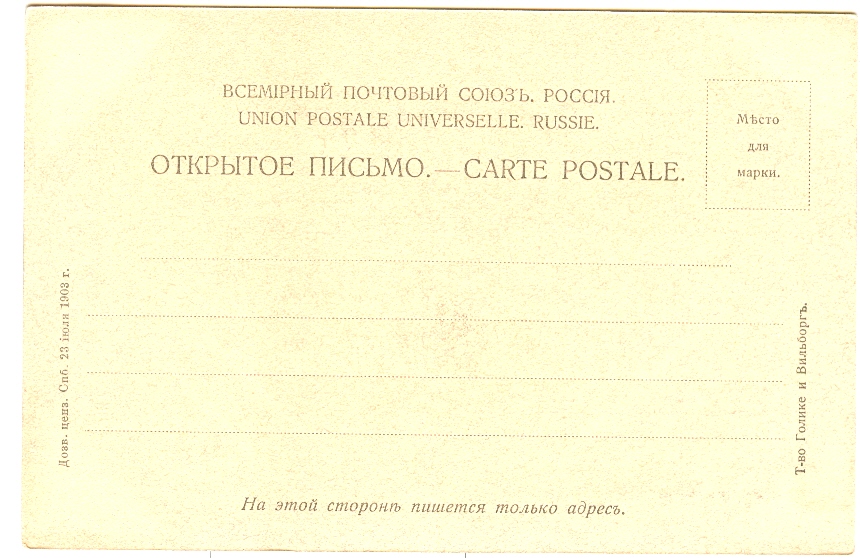 ВСЕМІРНЫЙ ПОЧТОВЫЙ СОЮЗЪ. РОССІЯ.
UNION POSTALE UNIVERSELLE. RUSSIE.
ОТКРЫТОЕ ПИСЬМО.—CARTE POSTALE.
Мѣсто
для
марки.
Дозв. ценз. Спб. 23 іюля 1903 г.
Т-во Голике и Вильборгъ.
На этой сторонѣ пишется только адресъ.